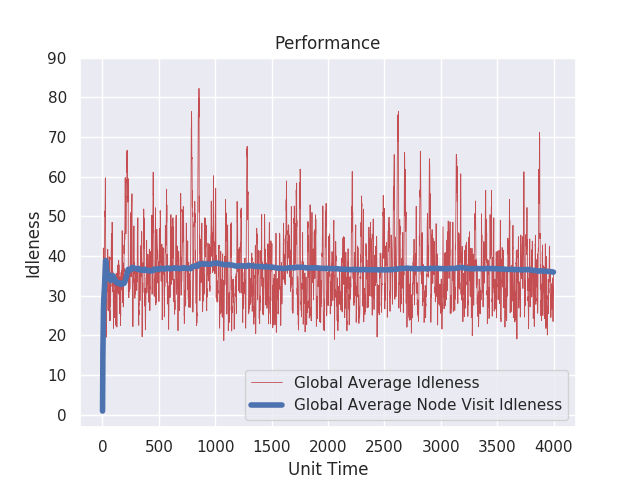 Performance
90
80
70
60
50
40
30
20
10
0
Idleness
Global Average Idleness
Global Average Node Visit Idleness
0 500 1000 1500 2000 2500 3000 3500 4000
Unit Time